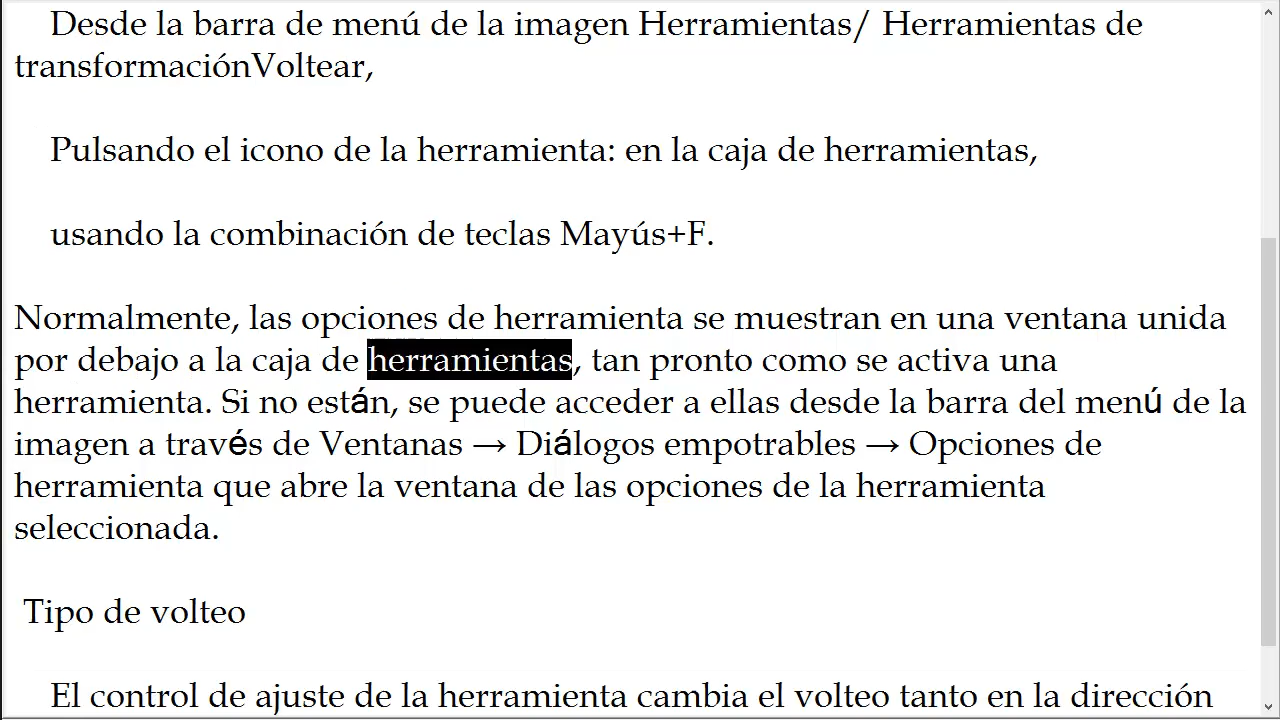 Desde la barra de menú de la imagen Herramientas/ Herramientas de
transformaciónVoltear,
Pulsando el icono de la herramienta: en la caja de herramientas,
usando la combinación de teclas Mayús+F.
Normalmente, las opciones de herramienta se muestran en una ventana unida
por debajo a la caja de herramientas, tan pronto como se activa una
herramienta. Si no están, se puede acceder a ellas desde la barra del menú de la
imagen a través de Ventanas → Diálogos empotrables → Opciones de
herramienta que abre la ventana de las opciones de la herramienta
seleccionada.
Tipo de volteo
El control de ajuste de la herramienta cambia el volteo tanto en la dirección